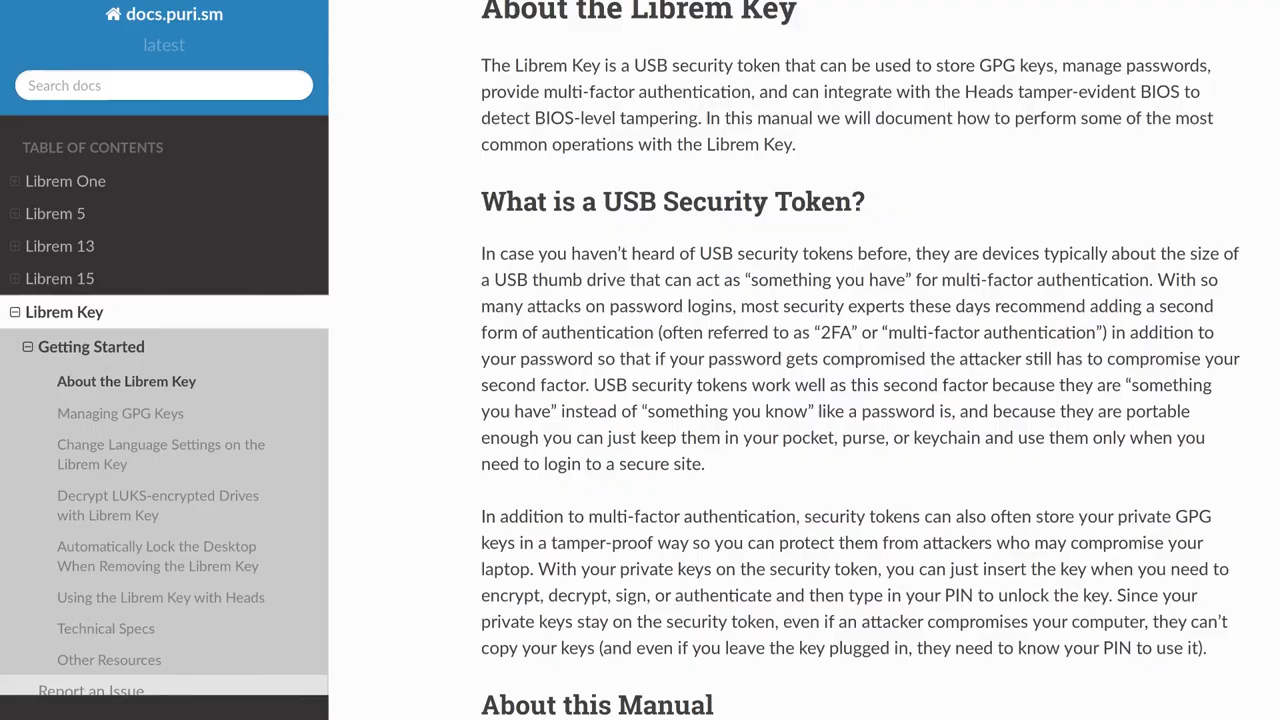 docs.puri.sm
latest
Search docs
TABLE OF CONTENTS
Librem One
Librem 5
Librem 13
Librem 15
Librem Key
Getting Started
About the Librem Key
Managing GPG Keys
Change Language Settings on the
Librem Key
Decrypt LUKS-encrypted Drives
with Librem Key
Automatically Lock the Desktop
When Removing the Librem Key
Using the Librem Key with Heads
Technical Specs
Other Resources
Report an Issue
About the Librem Key
The Librem Key is a USB security token that can be used to store GPG keys, manage passwords,
provide multi-factor authentication, and can integrate with the Heads tamper-evident BIOS to
detect BIOS-level tampering. In this manual we will document how to perform some of the most
common operations with the Librem Key.
What is a USB Security Token?
In case you haven’t heard of USB security tokens before, they are devices typically about the size of
a USB thumb drive that can act as “something you have” for multi-factor authentication. With so
many attacks on password logins, most security experts these days recommend adding a second
form of authentication (often referred to as “2FA” or “multi-factor authentication”) in addition to
your password so that if your password gets compromised the attacker still has to compromise your
second factor. USB security tokens work well as this second factor because they are “something
you have” instead of “something you know” like a password is, and because they are portable
enough you can just keep them in your pocket, purse, or keychain and use them only when you
need to login to a secure site.
In addition to multi-factor authentication, security tokens can also often store your private GPG
keys in a tamper-proof way so you can protect them from attackers who may compromise your
laptop. With your private keys on the security token, you can just insert the key when you need to
encrypt, decrypt, sign, or authenticate and then type in your PIN to unlock the key. Since your
private keys stay on the security token, even if an attacker compromises your computer, they can’t
copy your keys (and even if you leave the key plugged in, they need to know your PIN to use it).
About this Manual